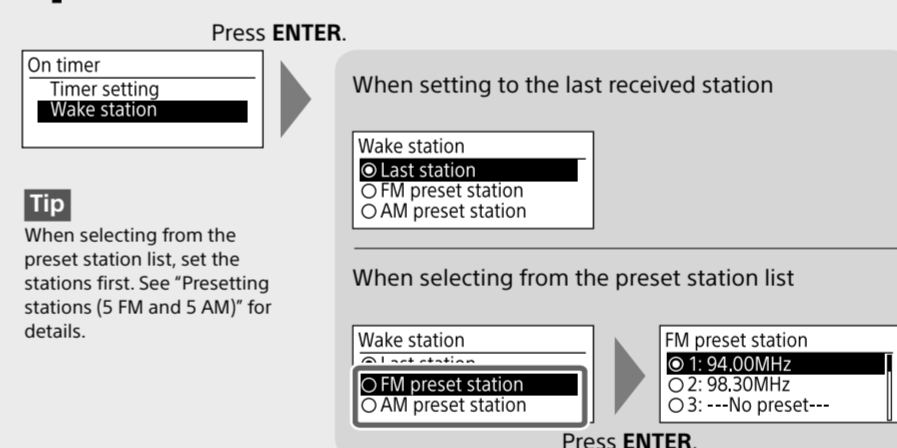 Press ENTER.
On timer
Timer setting
Wake station
Tip
When selecting from the
preset station list, set the
stations first. See “Presetting
stations (5 FM and 5 AM)” for
details.
When setting to the last received station
Wake station
Last station
FM preset station
AM preset station
When selecting from the preset station list
Wake station
Last station
FM preset station
AM preset station
FM preset station
1: 94.00MHz
2: 98.30MHz
3: ---No preset---
Press ENTER.